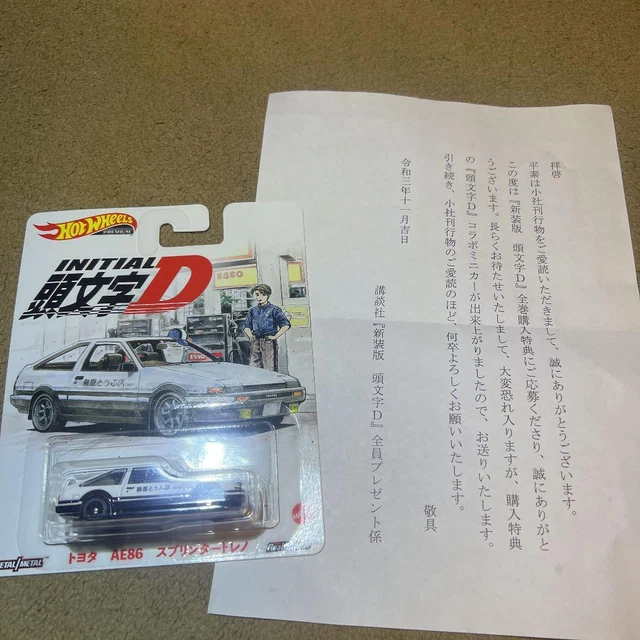 HOT WHEELS
PREMIUM
INITIAL
頭文字D
ESSO
ESSO
藤原とうふ店
藤原とうふ店
トヨタ AE86 スプリンタートレノ
METAL/METAL
拝啓
平素は小社刊行物をご愛読いただきまして、誠にありがとうございます。
この度は『新装版 頭文字D』全巻購入特典にご応募くださり、誠にありがと
うございます。長らくお待たせいたしまして、大変恐れ入りますが、購入特典
の『頭文字D』コラボミニカーが出来上がりましたので、お送りいたします。
引き続き、小社刊行物のご愛読のほど、何卒よろしくお願いいたします。
敬具
令和三年十一月吉日
講談社『新装版 頭文字D』全員プレゼント係